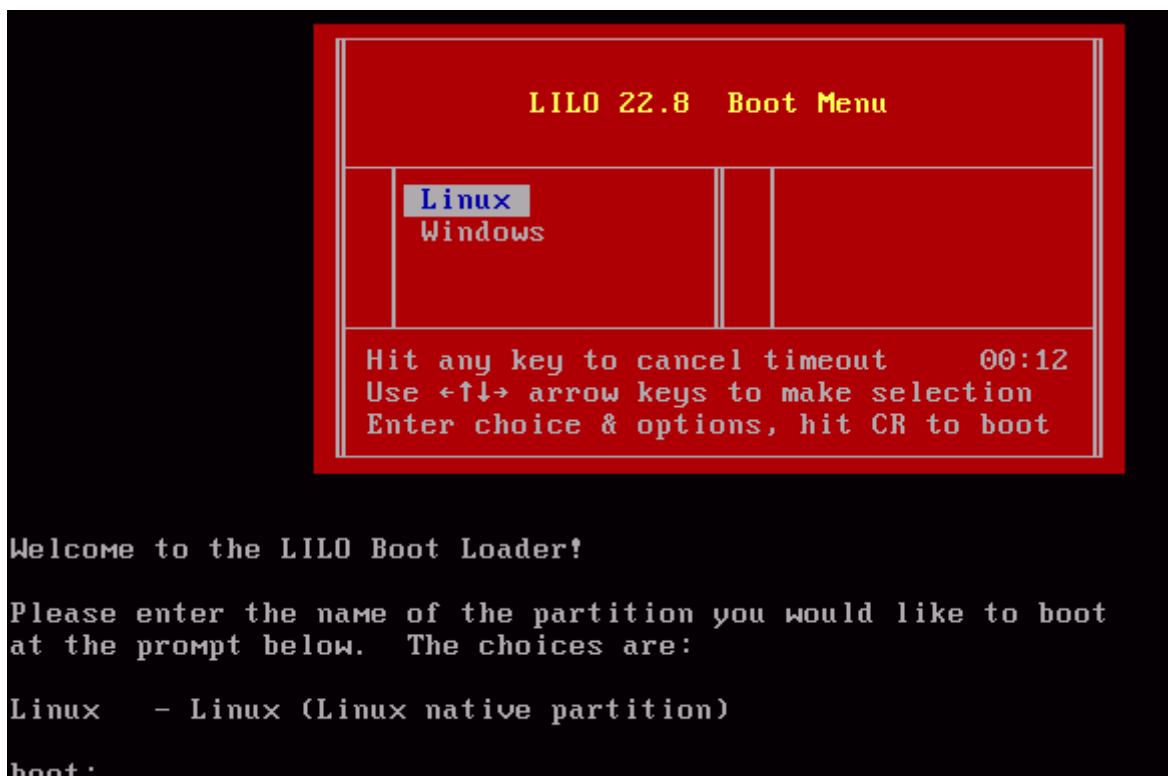 LILO 22.8  Boot Menu
Linux
Windows
Hit any key to cancel timeout     00:12
Use ←↑↓→ arrow keys to make selection
Enter choice & options, hit CR to boot
Welcome to the LILO Boot Loader!
Please enter the name of the partition you would like to boot
at the prompt below.  The choices are:
Linux   - Linux (Linux native partition)
boot: